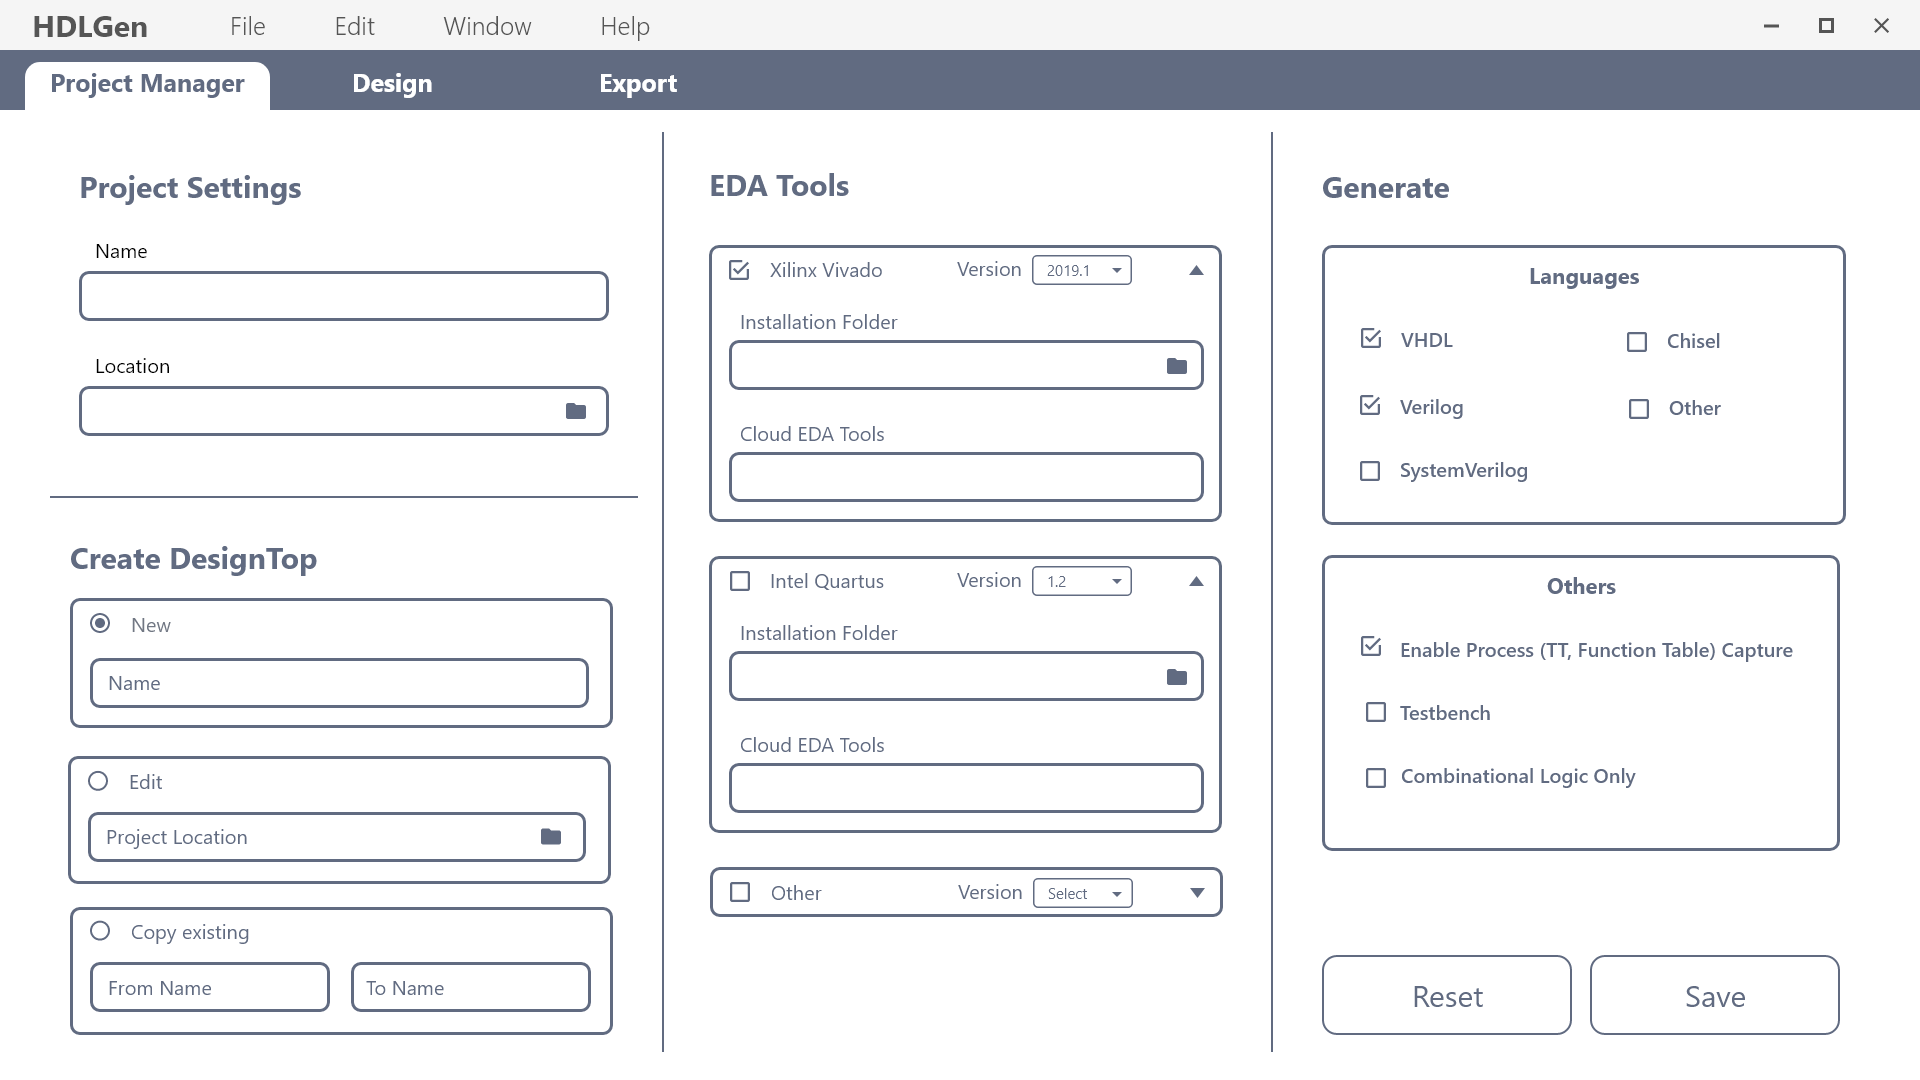 HDLGen File Edit Window Help
Project Manager Design Export
Project Settings
Name
Location
Create DesignTop
New
Name
Edit
Project Location
Copy existing
From Name To Name
EDA Tools
Xilinx Vivado Version 2019.1
Installation Folder
Cloud EDA Tools
Intel Quartus Version 1.2
Installation Folder
Cloud EDA Tools
Other Version Select
Generate
Languages
VHDL Chisel
Verilog Other
SystemVerilog
Others
Enable Process (TT, Function Table) Capture
Testbench
Combinational Logic Only
Reset Save